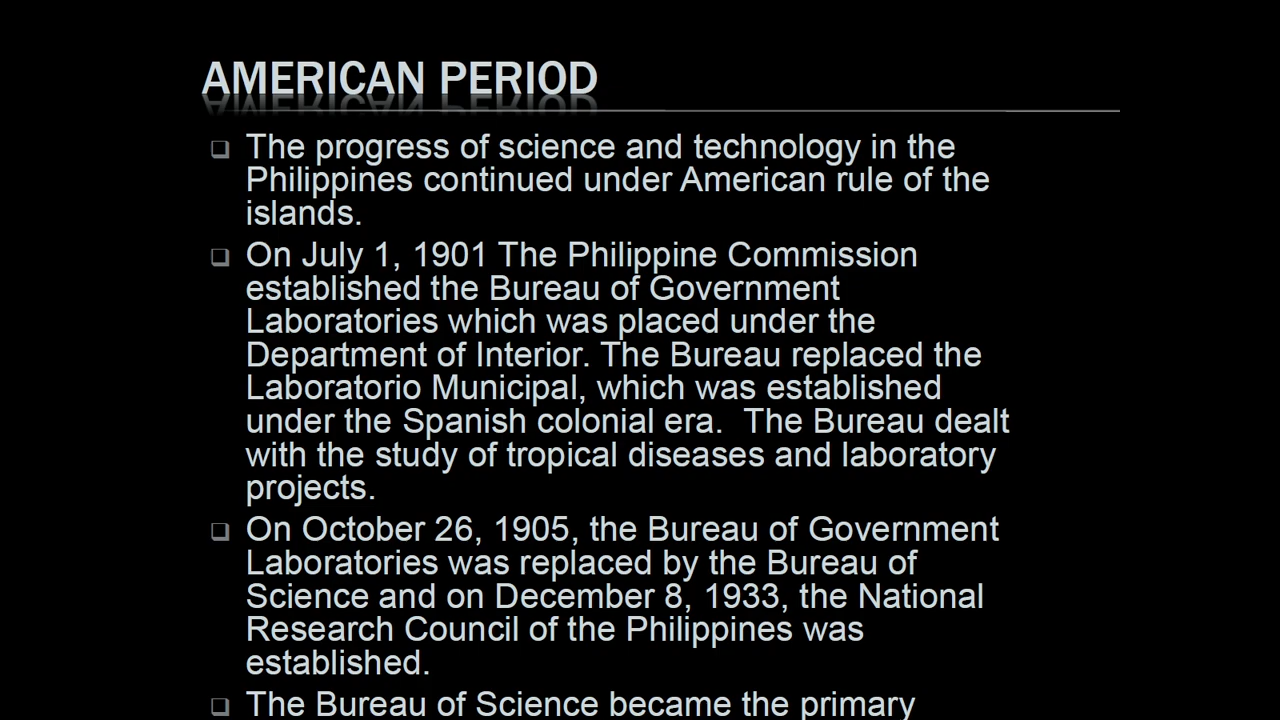 AMERICAN PERIOD
The progress of science and technology in the
Philippines continued under American rule of the
islands.
On July 1, 1901 The Philippine Commission
established the Bureau of Government
Laboratories which was placed under the
Department of Interior. The Bureau replaced the
Laboratorio Municipal, which was established
under the Spanish colonial era.  The Bureau dealt
with the study of tropical diseases and laboratory
projects.
On October 26, 1905, the Bureau of Government
Laboratories was replaced by the Bureau of
Science and on December 8, 1933, the National
Research Council of the Philippines was
established.
The Bureau of Science became the primary